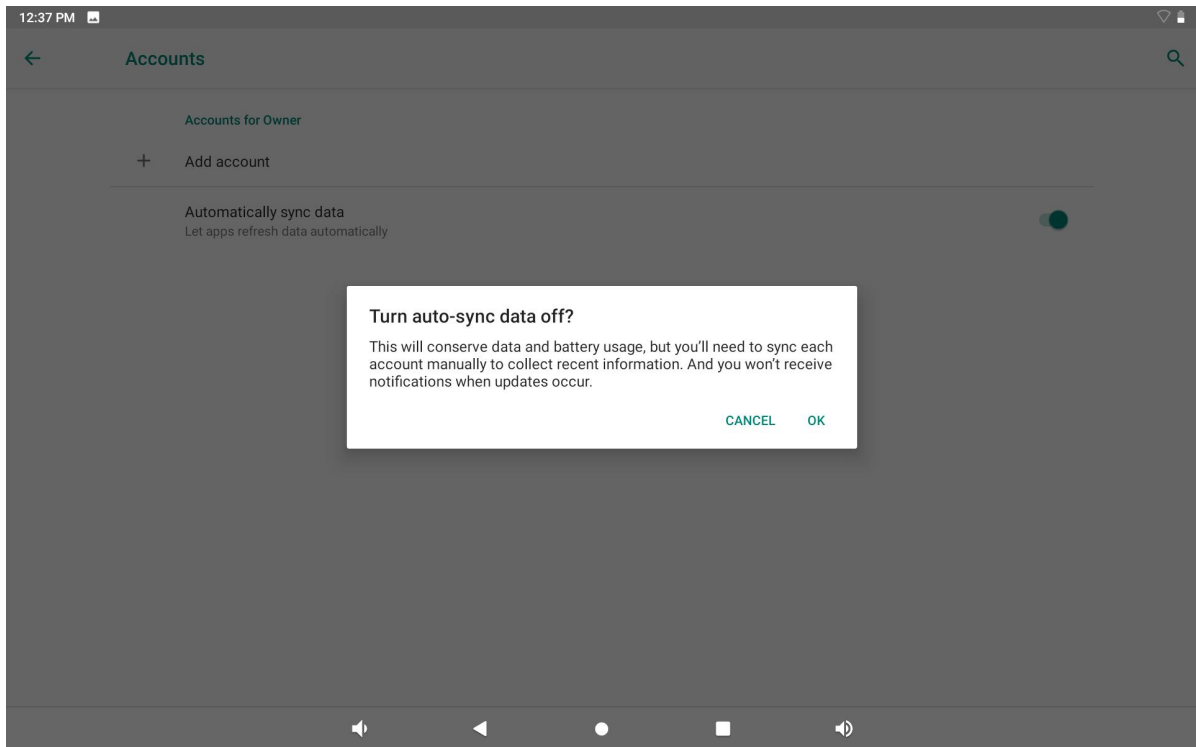 12:37 PM
Accounts
Accounts for Owner
Add account
Automatically sync data
Let apps refresh data automatically
Turn auto-sync data off?
This will conserve data and battery usage, but you’ll need to sync each
account manually to collect recent information. And you won’t receive
notifications when updates occur.
CANCEL OK